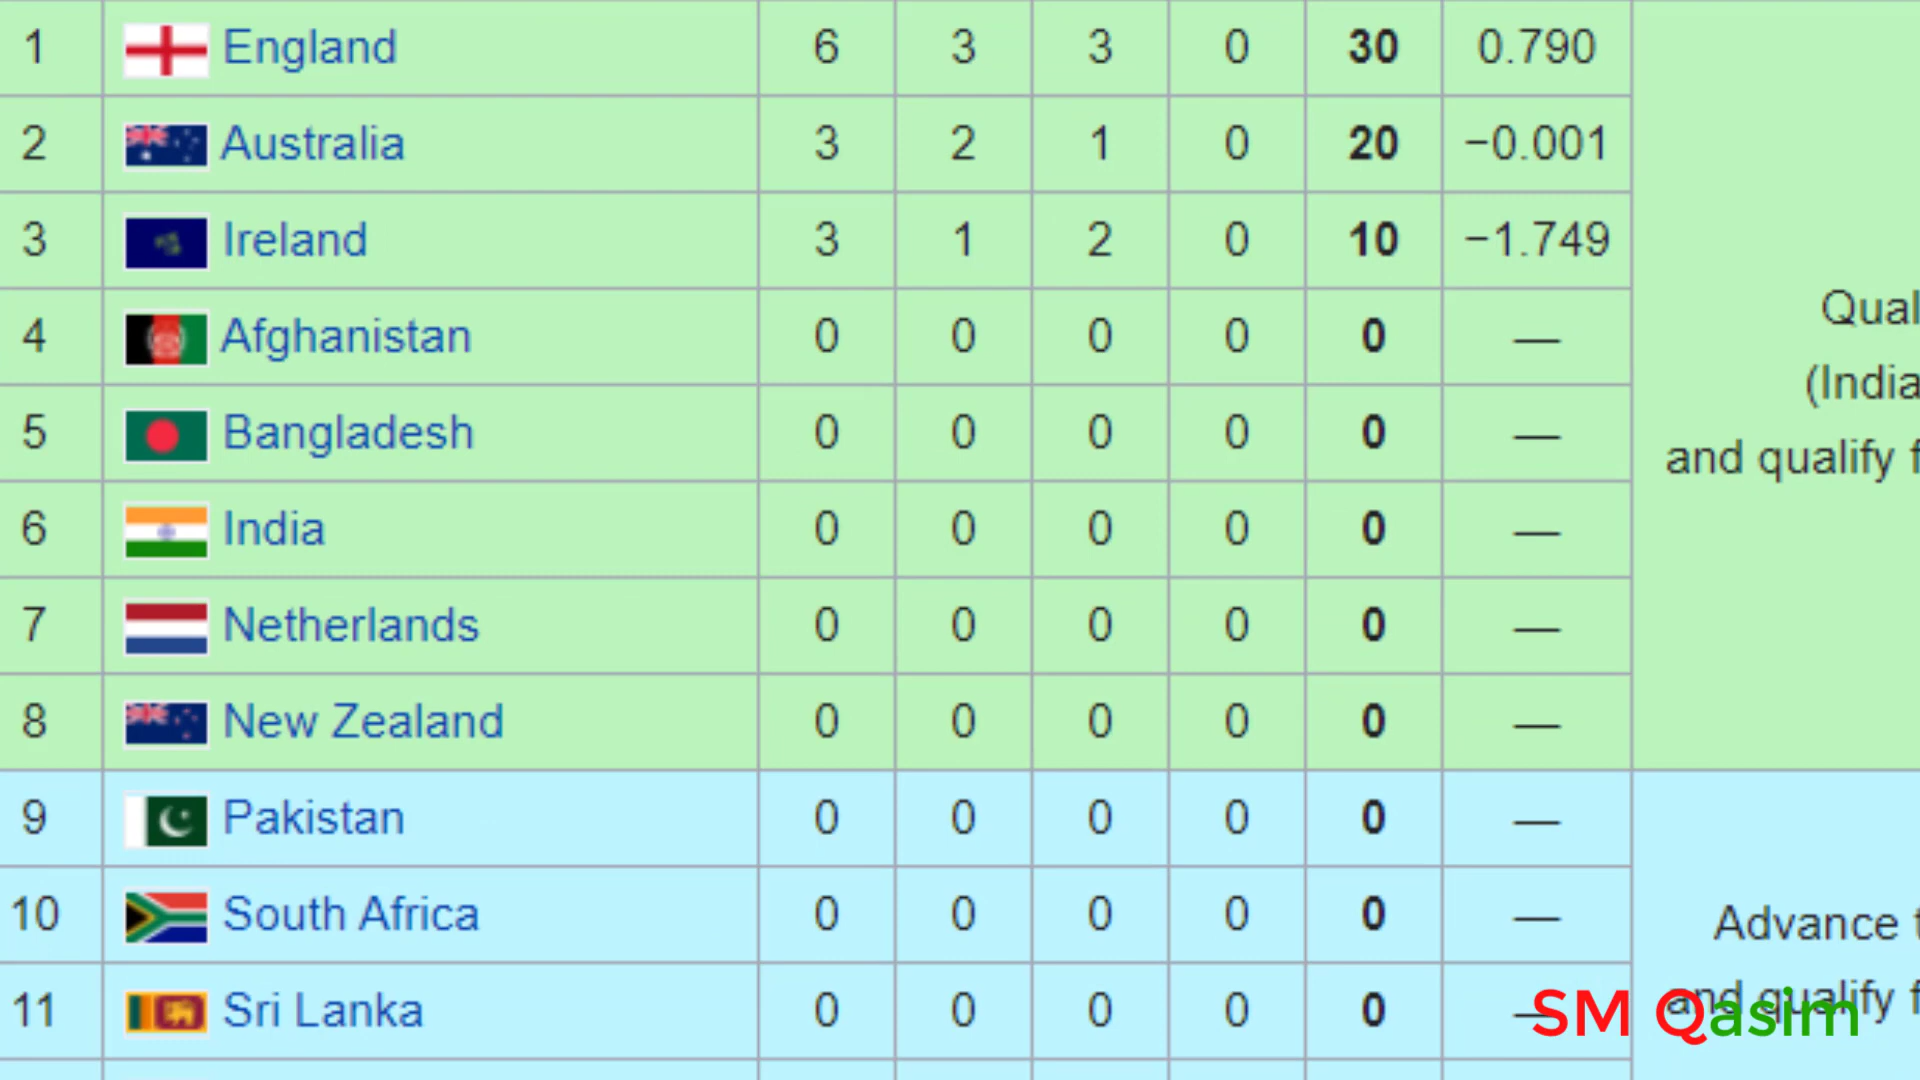 1 England 6 3 3 0 30 0.790
2 Australia 3 2 1 0 20 −0.001
3 Ireland 3 1 2 0 10 −1.749
4 Afghanistan 0 0 0 0 0 —
5 Bangladesh 0 0 0 0 0 —
6 India 0 0 0 0 0 —
7 Netherlands 0 0 0 0 0 —
8 New Zealand 0 0 0 0 0 —
Qual
(India
and qualify f
9 Pakistan 0 0 0 0 0 —
10 South Africa 0 0 0 0 0 —
11 Sri Lanka 0 0 0 0 0 —
Advance t
and qualify f
SM Qasim